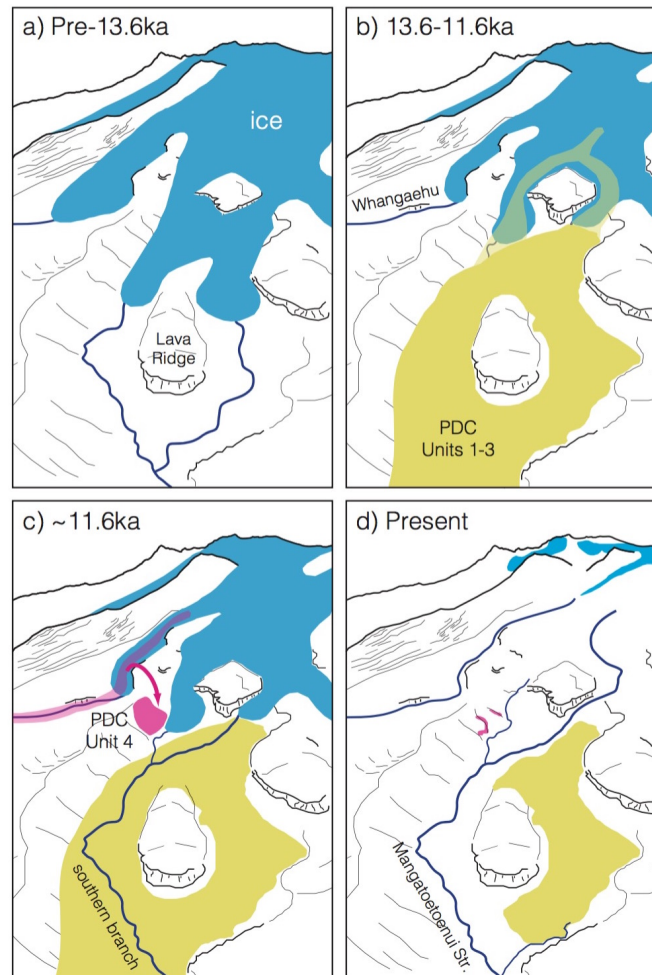 a) Pre-13.6ka
ice
Lava
Ridge
b) 13.6-11.6ka
Whangaehu
PDC
Units 1-3
c) ~11.6ka
PDC
Unit 4
southern branch
d) Present
Mangatoetoenui Str.